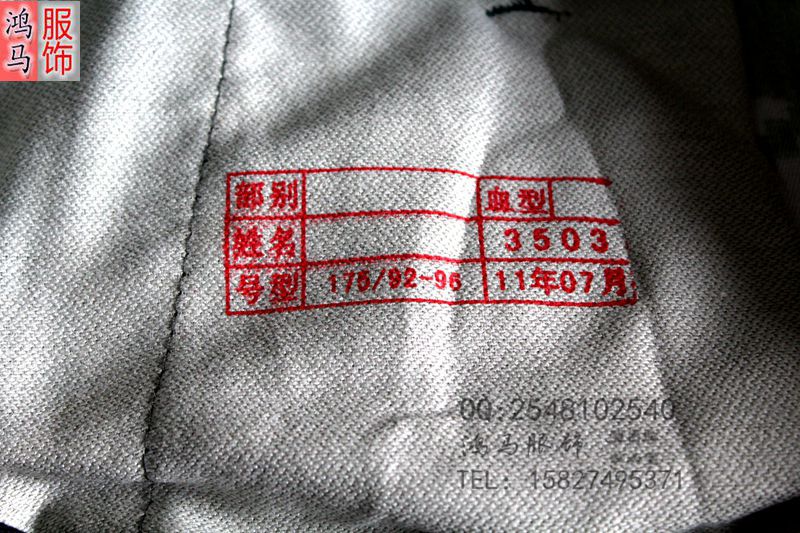 鸿马
服饰
部别 血型
姓名 3503
号型 175/92-96 11年07月
QQ:2548102540
鸿马服饰
TEL: 15827495371